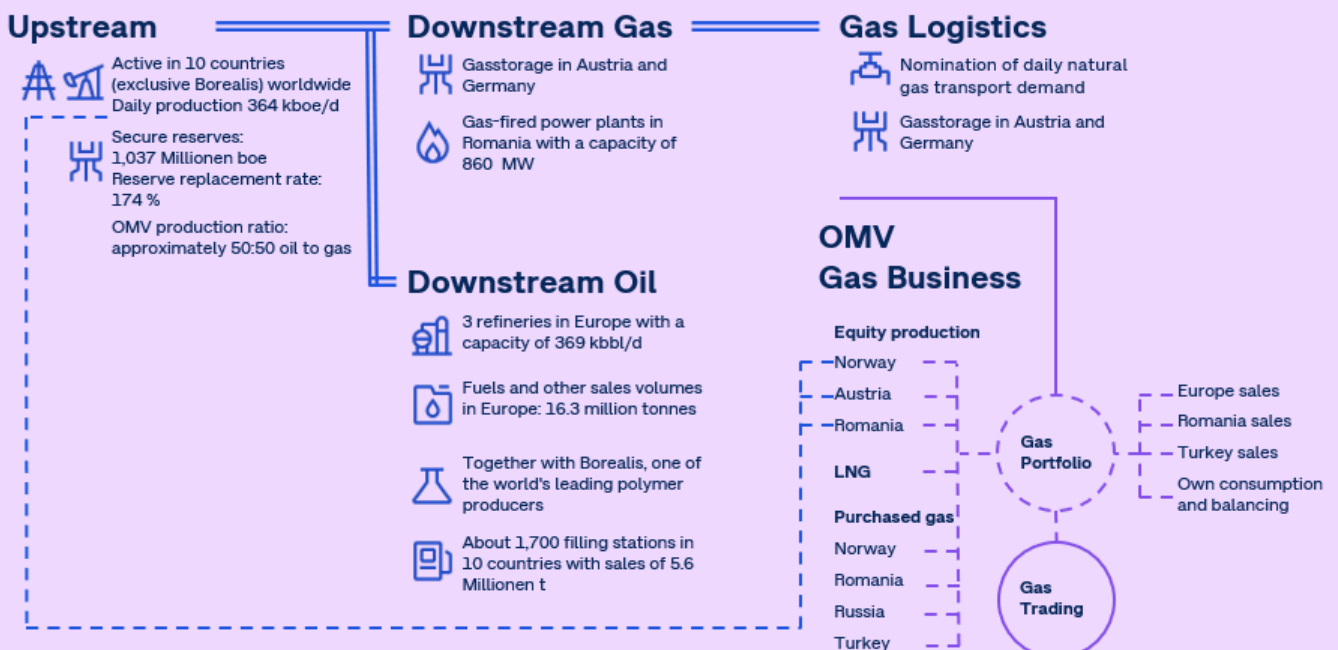 Upstream
Active in 10 countries
(exclusive Borealis) worldwide
Daily production 364 kboe/d
Secure reserves:
1,037 Millionen boe
Reserve replacement rate:
174 %
OMV production ratio:
approximately 50:50 oil to gas
Downstream Gas
Gasstorage in Austria and
Germany
Gas-fired power plants in
Romania with a capacity of
860 MW
Downstream Oil
3 refineries in Europe with a
capacity of 369 kbbl/d
Fuels and other sales volumes
in Europe: 16.3 million tonnes
Together with Borealis, one of
the world's leading polymer
producers
About 1,700 filling stations in
10 countries with sales of 5.6
Millionen t
Gas Logistics
Nomination of daily natural
gas transport demand
Gasstorage in Austria and
Germany
OMV
Gas Business
Equity production
Norway
Austria
Romania
LNG
Purchased gas
Norway
Romania
Russia
Turkey
Gas
Portfolio
Gas
Trading
Europe sales
Romania sales
Turkey sales
Own consumption
and balancing